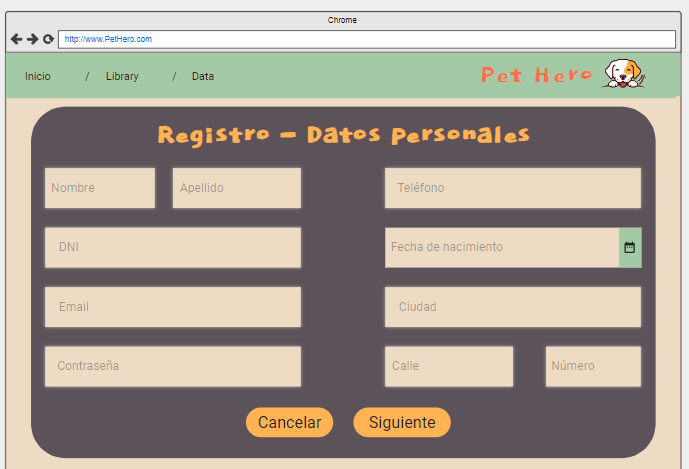 Chrome
http://www.PetHero.com
Inicio / Library / Data
Pet Hero
Registro - Datos Personales
Nombre Apellido Teléfono
DNI Fecha de nacimiento
Email Ciudad
Contraseña Calle Número
Cancelar Siguiente